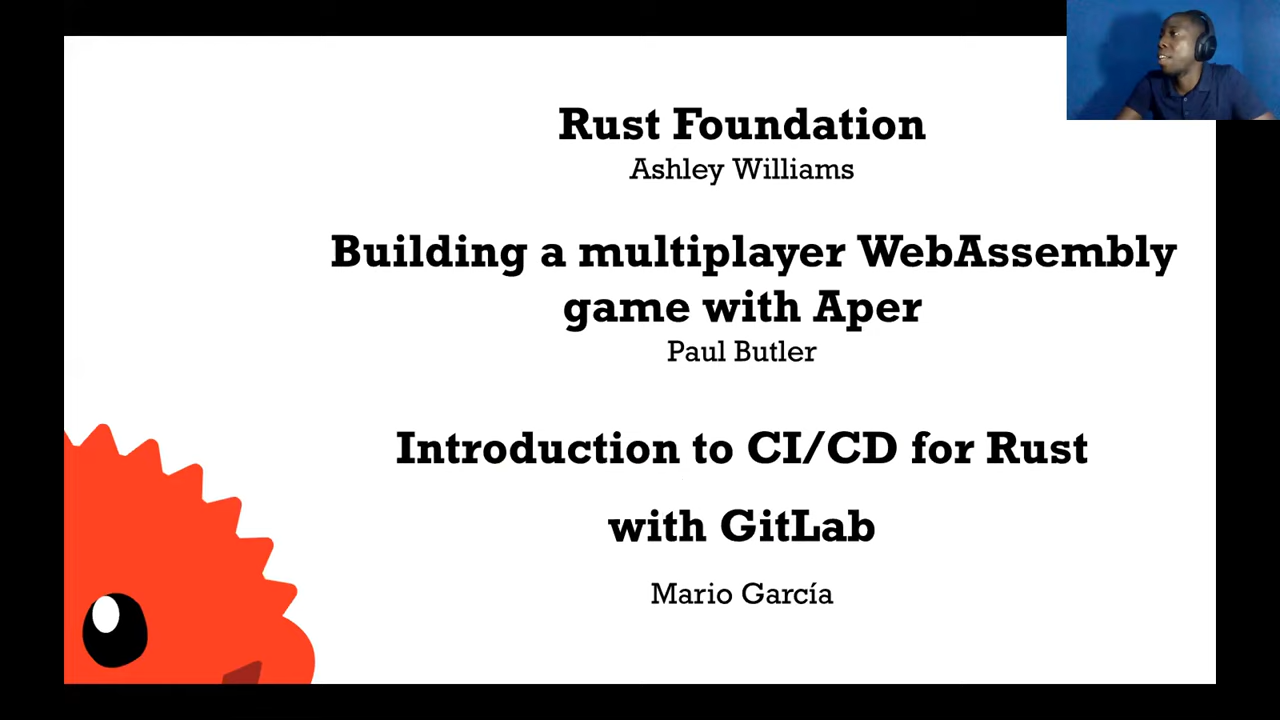 Rust Foundation
Ashley Williams
Building a multiplayer WebAssembly
game with Aper
Paul Butler
Introduction to CI/CD for Rust
with GitLab
Mario García